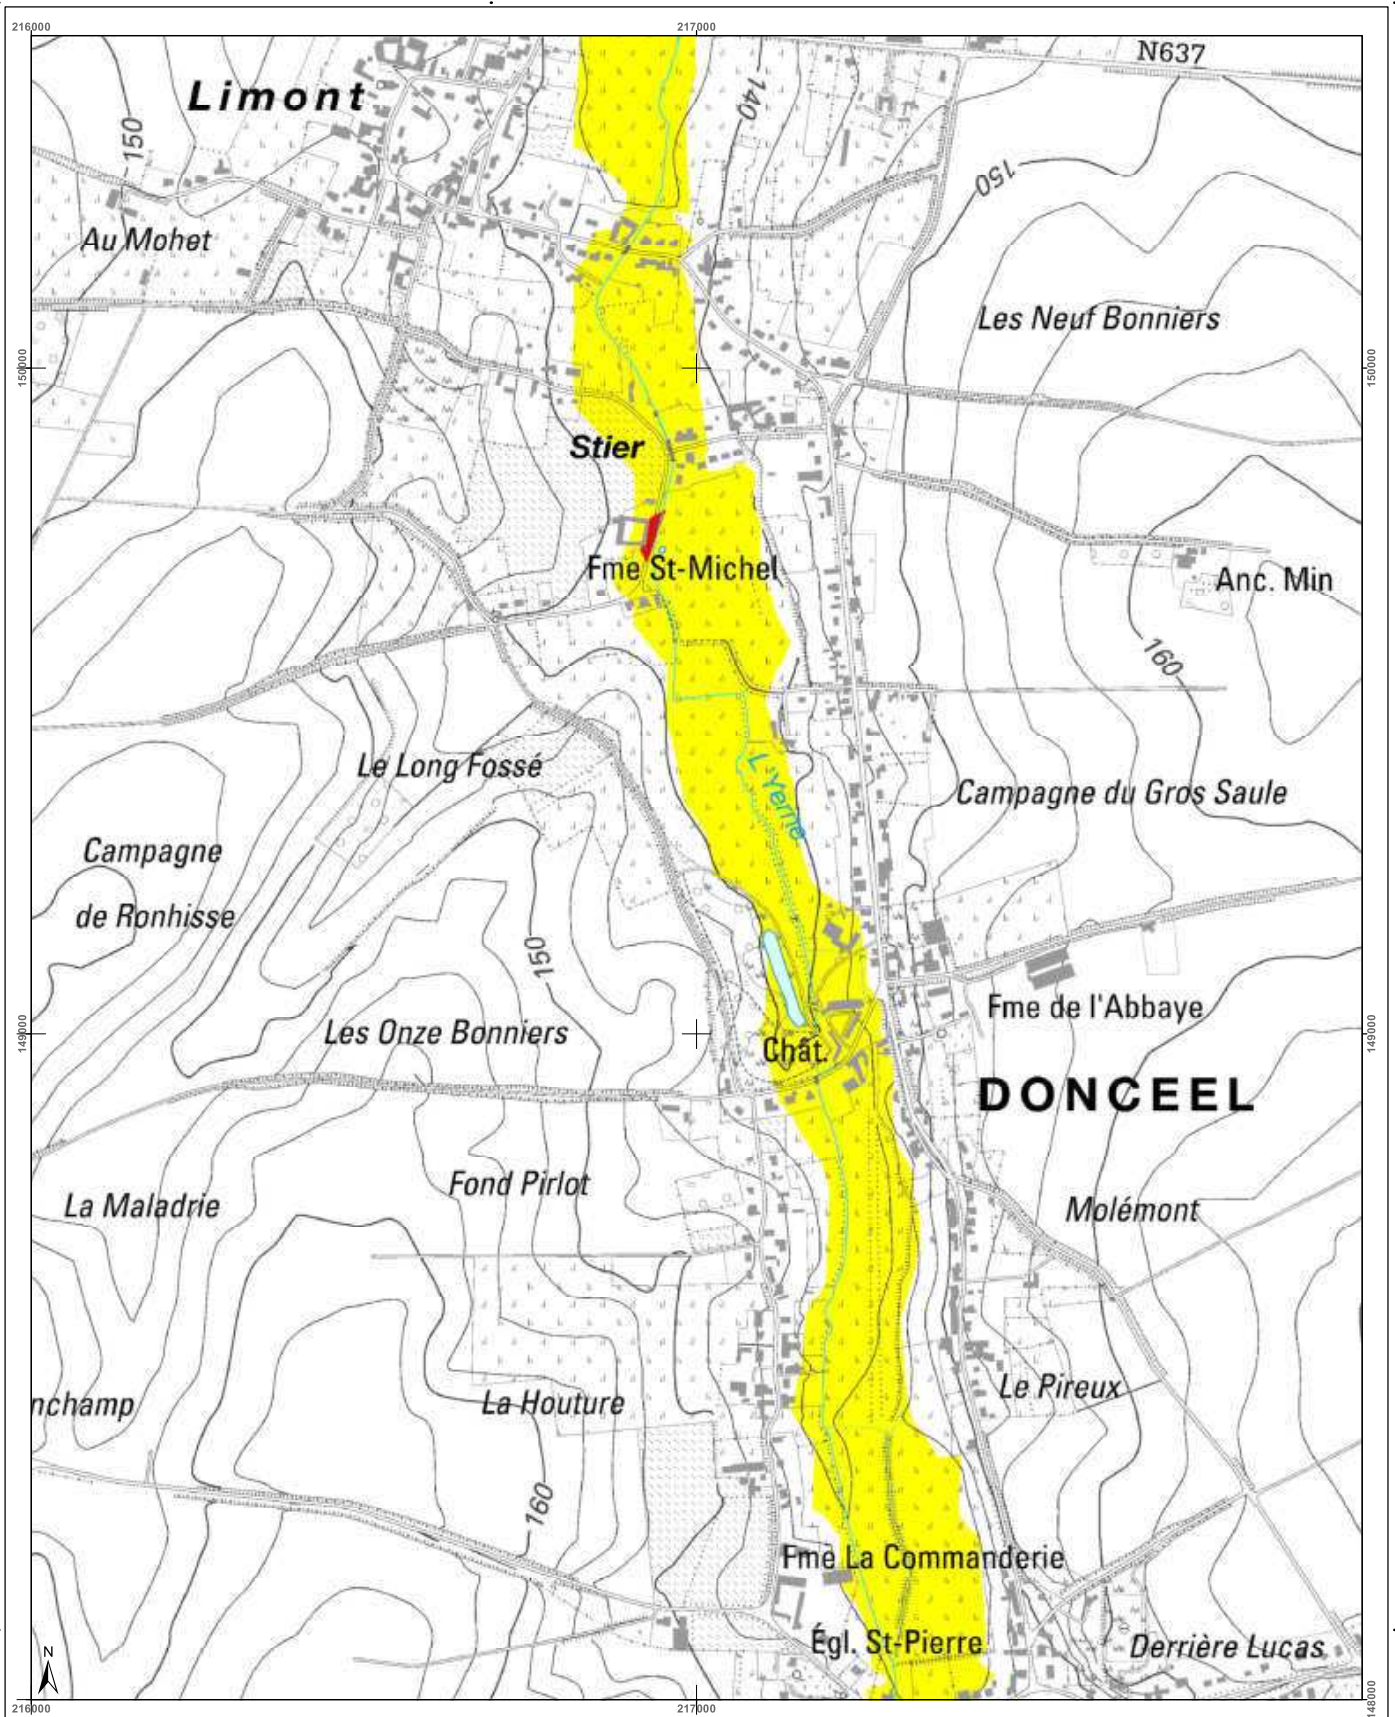 216000
217000
N637
Limont
150
140
150
Au Mohet
Les Neuf Bonniers
150000
150000
Stier
Fme St-Michel
Anc. Min
160
Le Long Fossé
L'Yerne
Campagne du Gros Saule
Campagne
de Ronhisse
150
Fme de l'Abbaye
149000
Les Onze Bonniers
Chât.
149000
DONCEEL
Fond Pirlot
La Maladrie
Molémont
nchamp
La Houture
Le Pireux
160
Fme La Commanderie
Égl. St-Pierre
Derrière Lucas
N
216000
217000
148000